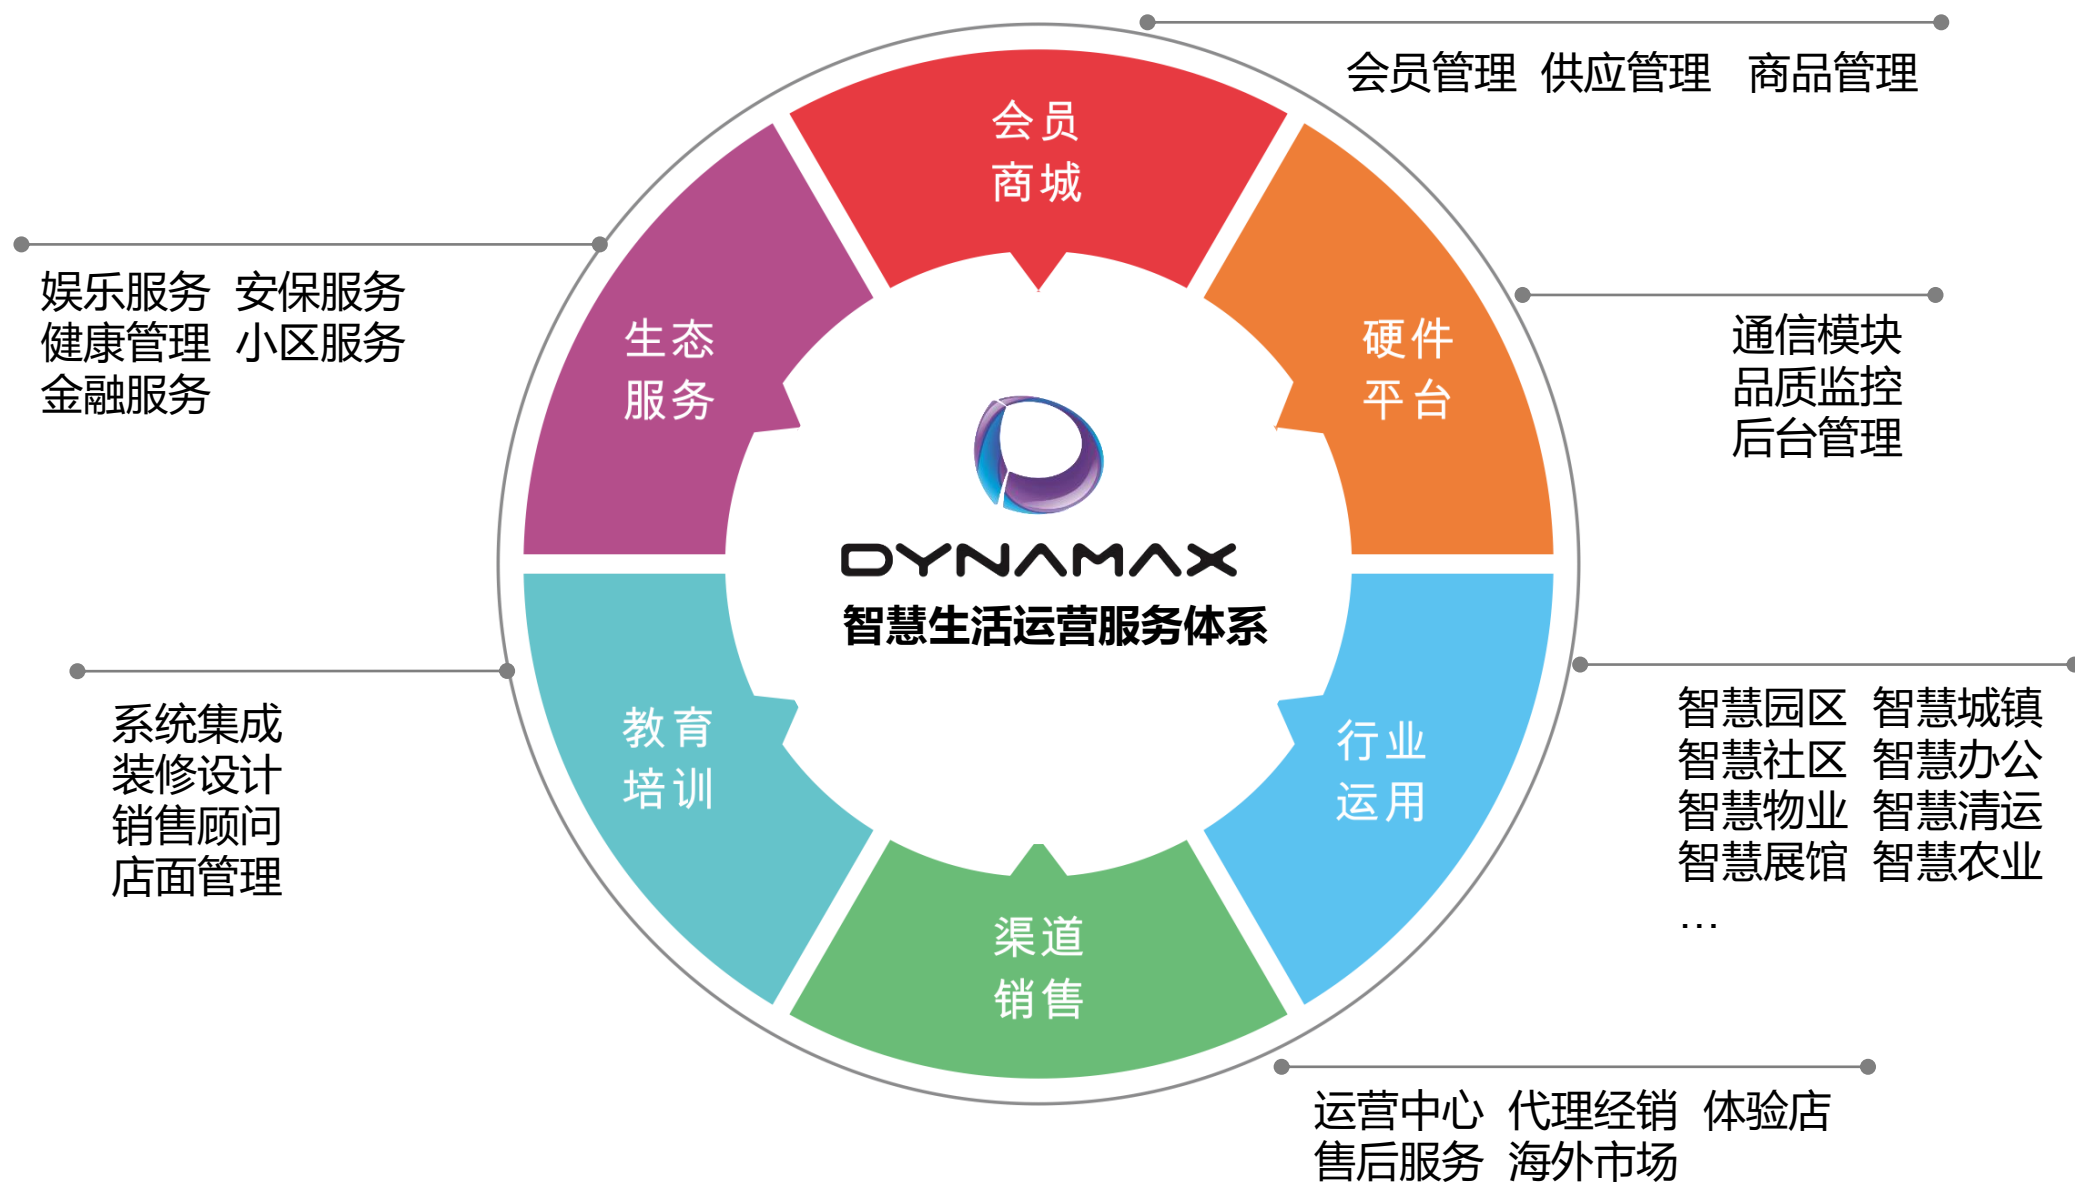 会员管理 供应管理 商品管理
会员
商城
娱乐服务 安保服务
健康管理 小区服务
金融服务
生态
服务
硬件
平台
通信模块
品质监控
后台管理
DYNAMAX
智慧生活运营服务体系
系统集成
装修设计
销售顾问
店面管理
教育
培训
行业
运用
智慧园区 智慧城镇
智慧社区 智慧办公
智慧物业 智慧清运
智慧展馆 智慧农业
…
渠道
销售
运营中心 代理经销 体验店
售后服务 海外市场